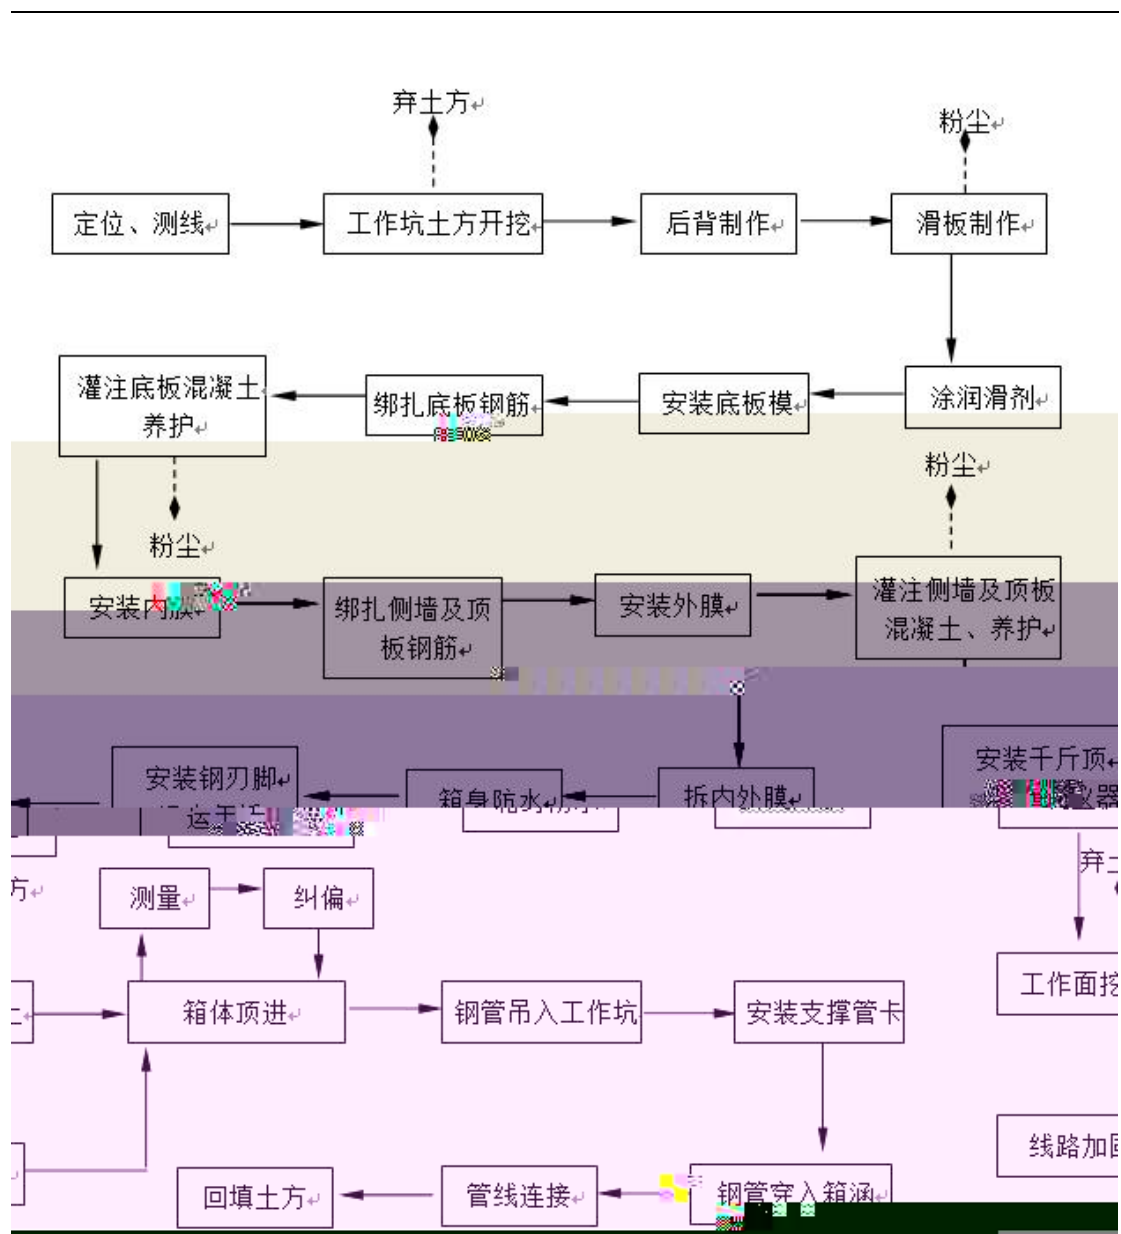 弃土方
粉尘
定位、测线
工作坑土方开挖
后背制作
滑板制作
灌注底板混凝土
养护
绑扎底板钢筋
安装底板模
涂润滑剂
粉尘
粉尘
安装内膜
绑扎侧墙及顶
板钢筋
安装外膜
灌注侧墙及顶板
混凝土、养护
安装钢刃脚
箱身防水
拆内外膜
安装千斤顶
仪器
方
测量
纠偏
弃土
箱体顶进
钢管吊入工作坑
安装支撑管卡
工作面挖
线路加固
回填土方
管线连接
钢管穿入箱涵